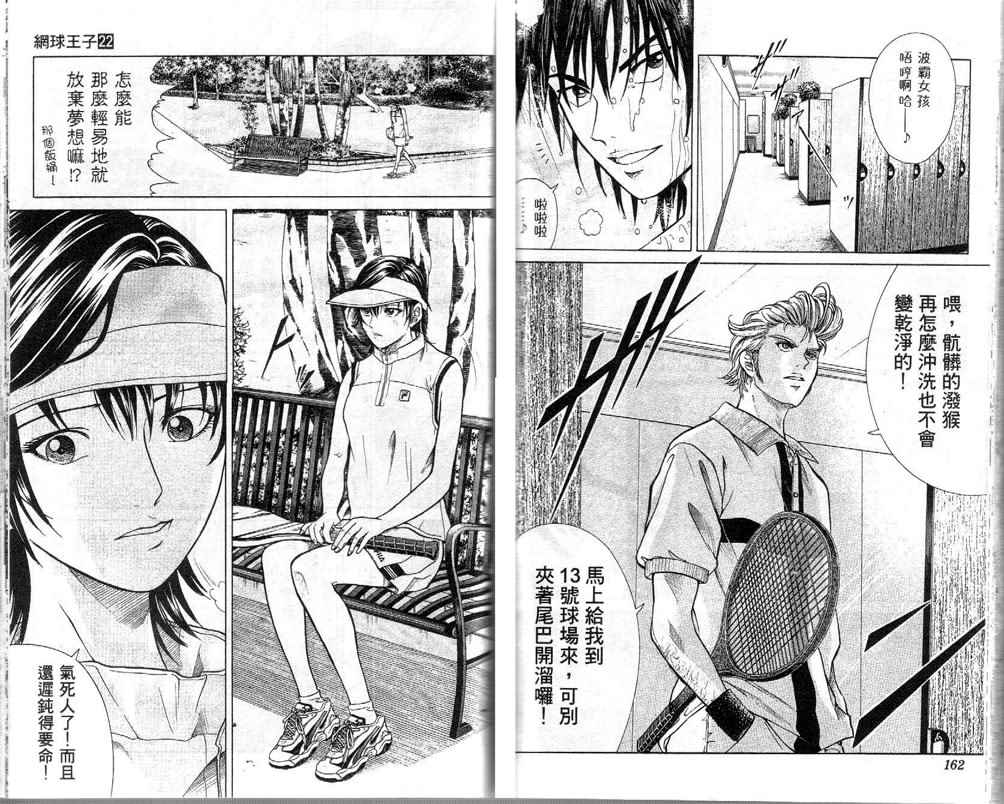 波霸女孩
唔哼啊哈——♪
啦啦啦
喂，骯髒的潑猴
再怎麼沖洗也不會
變乾淨的！
馬上給我到
13號球場來，可別
夾著尾巴開溜囉！
162
網球王子22
怎麼能
那麼輕易地就
放棄夢想嘛!?
那個飯桶！
氣死人了！而且
還遲鈍得要命！